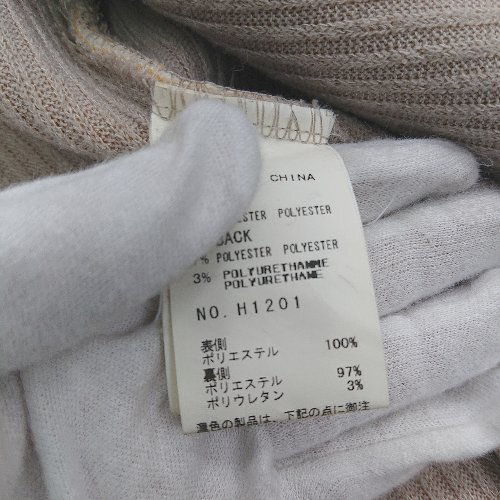 CHINA
ESTER POLYESTER
BACK
% POLYESTER POLYESTER
3% POLYURETHANNE
POLYURETHANE
NO. H1201
表側
ポリエステル 100%
裏側
ポリエステル 97%
ポリウレタン 3%
濃色の製品は、下記の点に御注